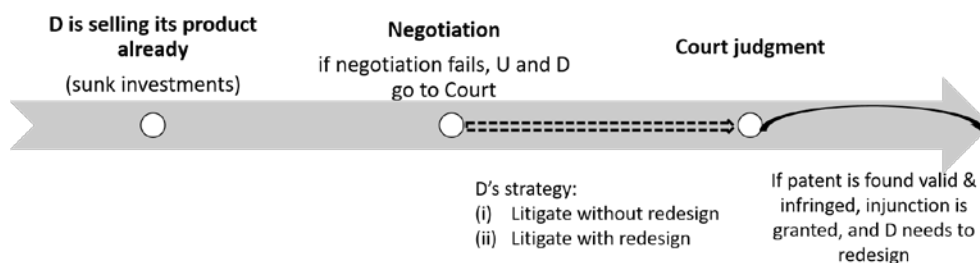 D is selling its product
already
(sunk investments)
Negotiation
if negotiation fails, U and D
go to Court
Court judgment
D's strategy:
(i) Litigate without redesign
(ii) Litigate with redesign
If patent is found valid &
infringed, injunction is
granted, and D needs to
redesign